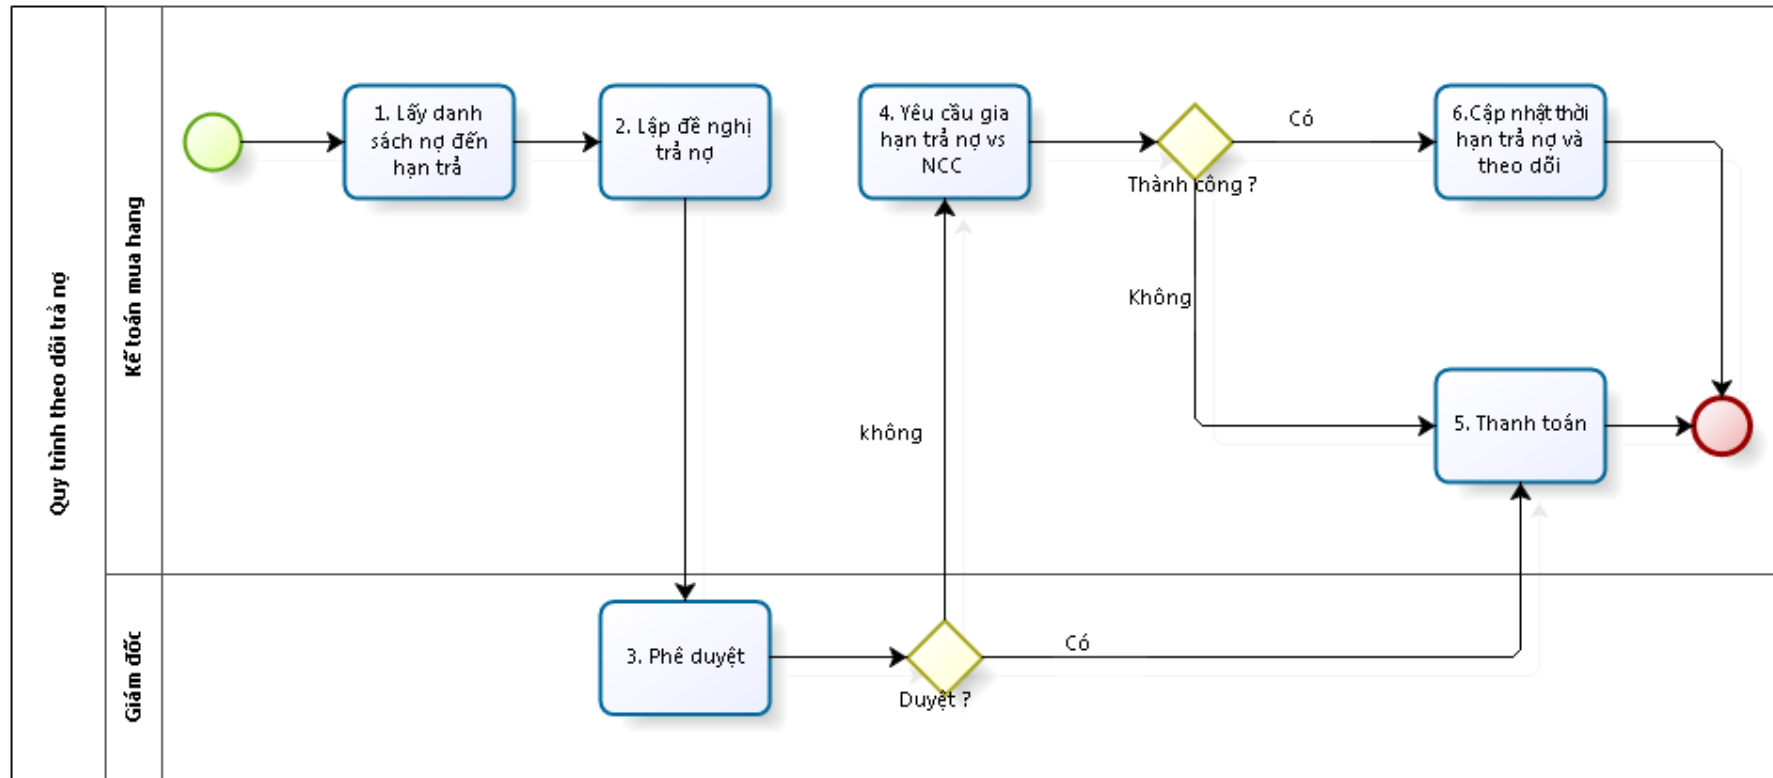 Quy trình theo dõi trả nợ
Kế toán mua hang
1. Lấy danh
sách nợ đến
hạn trả
2. Lập đề nghị
trả nợ
4. Yêu cầu gia
hạn trả nợ vs
NCC
Thành công ?
Có
6.Cập nhật thời
hạn trả nợ và
theo dõi
Không
không
5. Thanh toán
Giám đốc
3. Phê duyệt
Duyệt ?
Có